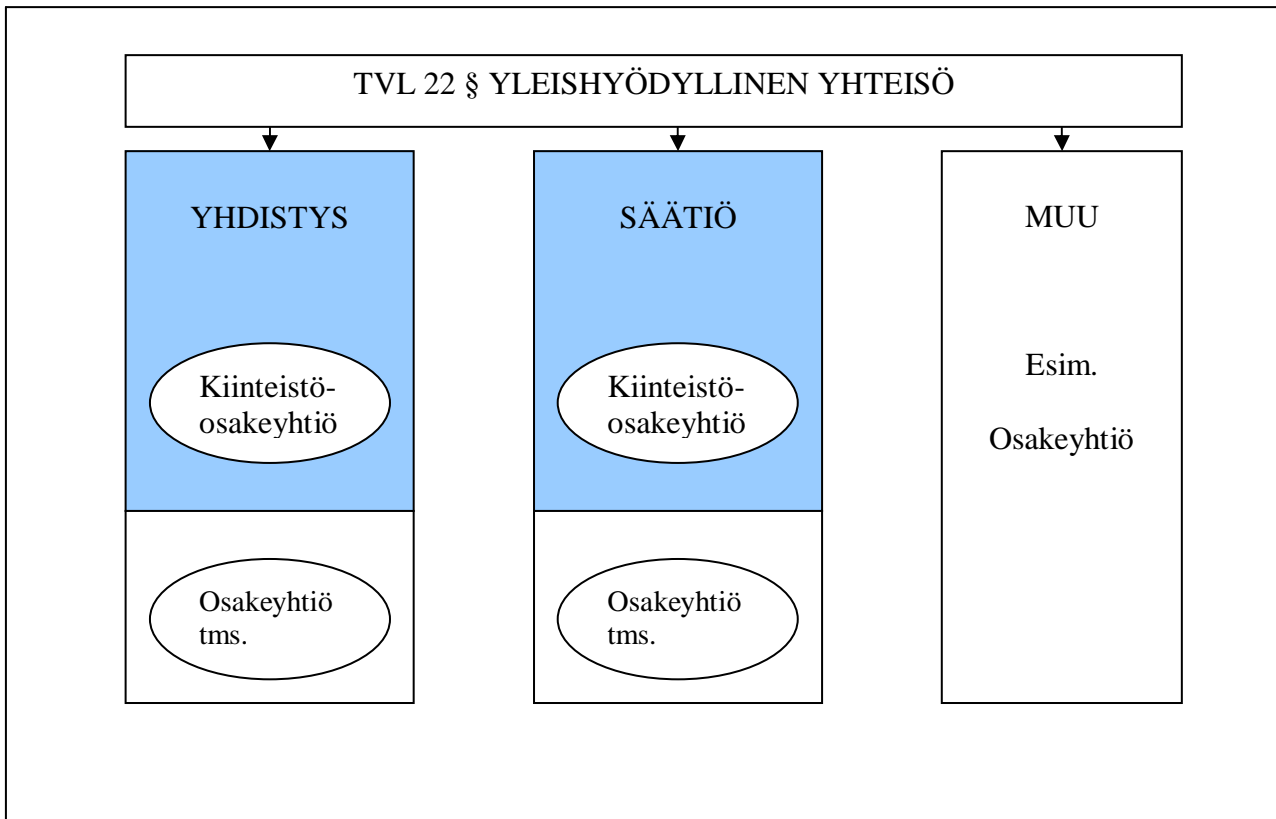 TVL 22 § YLEISHYÖDYLLINEN YHTEISÖ
YHDISTYS
Kiinteistö-
osakeyhtiö
Osakeyhtiö
tms.
SÄÄTIÖ
Kiinteistö-
osakeyhtiö
Osakeyhtiö
tms.
MUU
Esim.
Osakeyhtiö